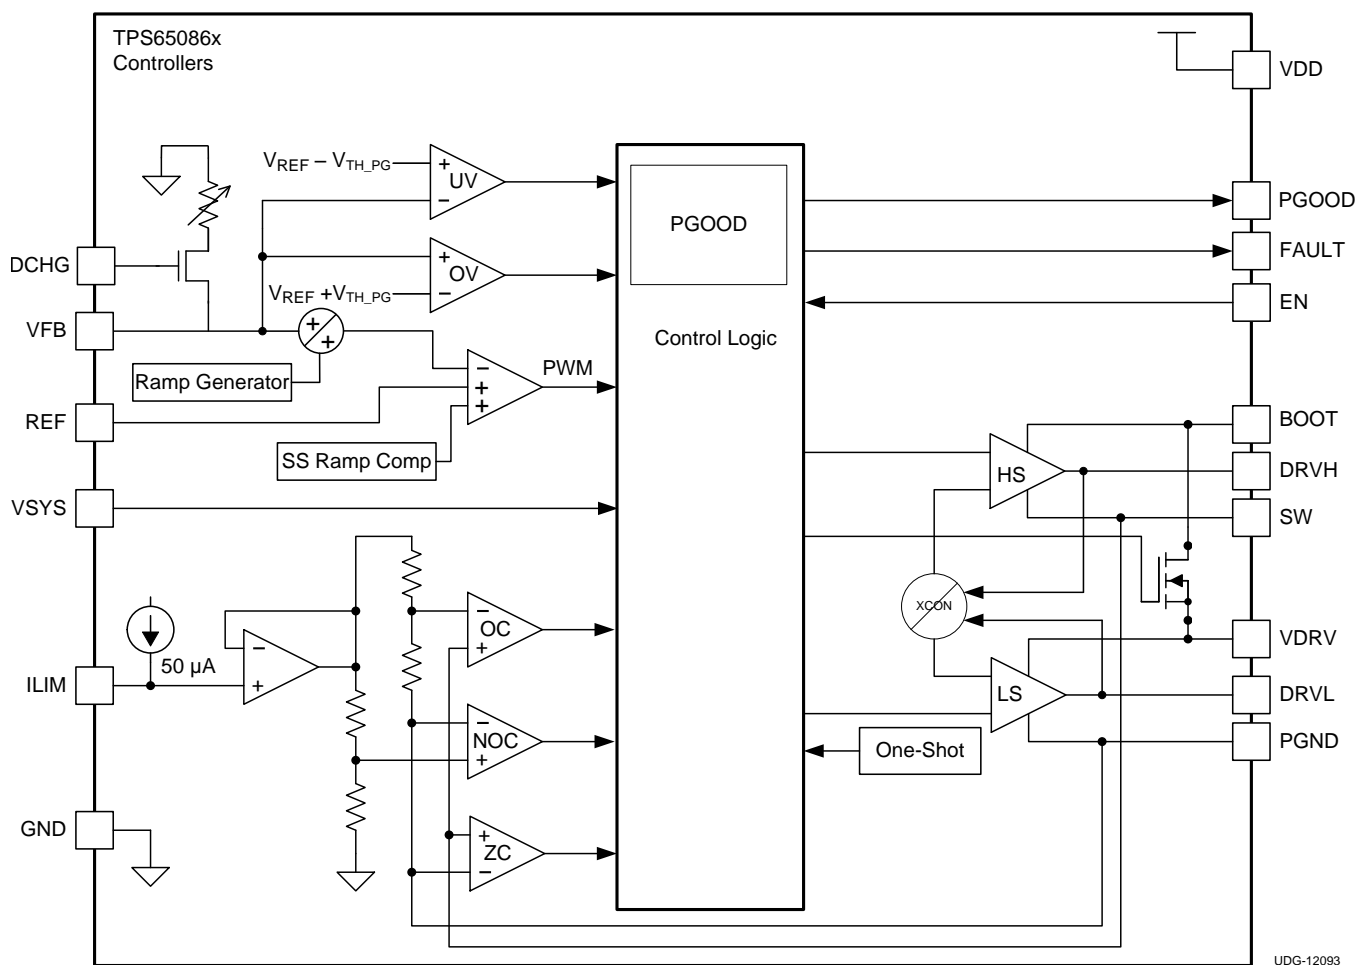 TPS65086x
Controllers
VDD
VREF – VTH_PG
+
UV
−
PGOOD
PGOOD
DCHG
+
OV
−
FAULT
VREF +VTH_PG
EN
VFB
+
+
Control Logic
Ramp Generator
−
+
+
PWM
REF
BOOT
SS Ramp Comp
HS
DRVH
VSYS
SW
XCON
−
OC
+
50 µA
−
+
VDRV
ILIM
LS
DRVL
−
NOC
+
One-Shot
PGND
GND
+
ZC
−
UDG-12093